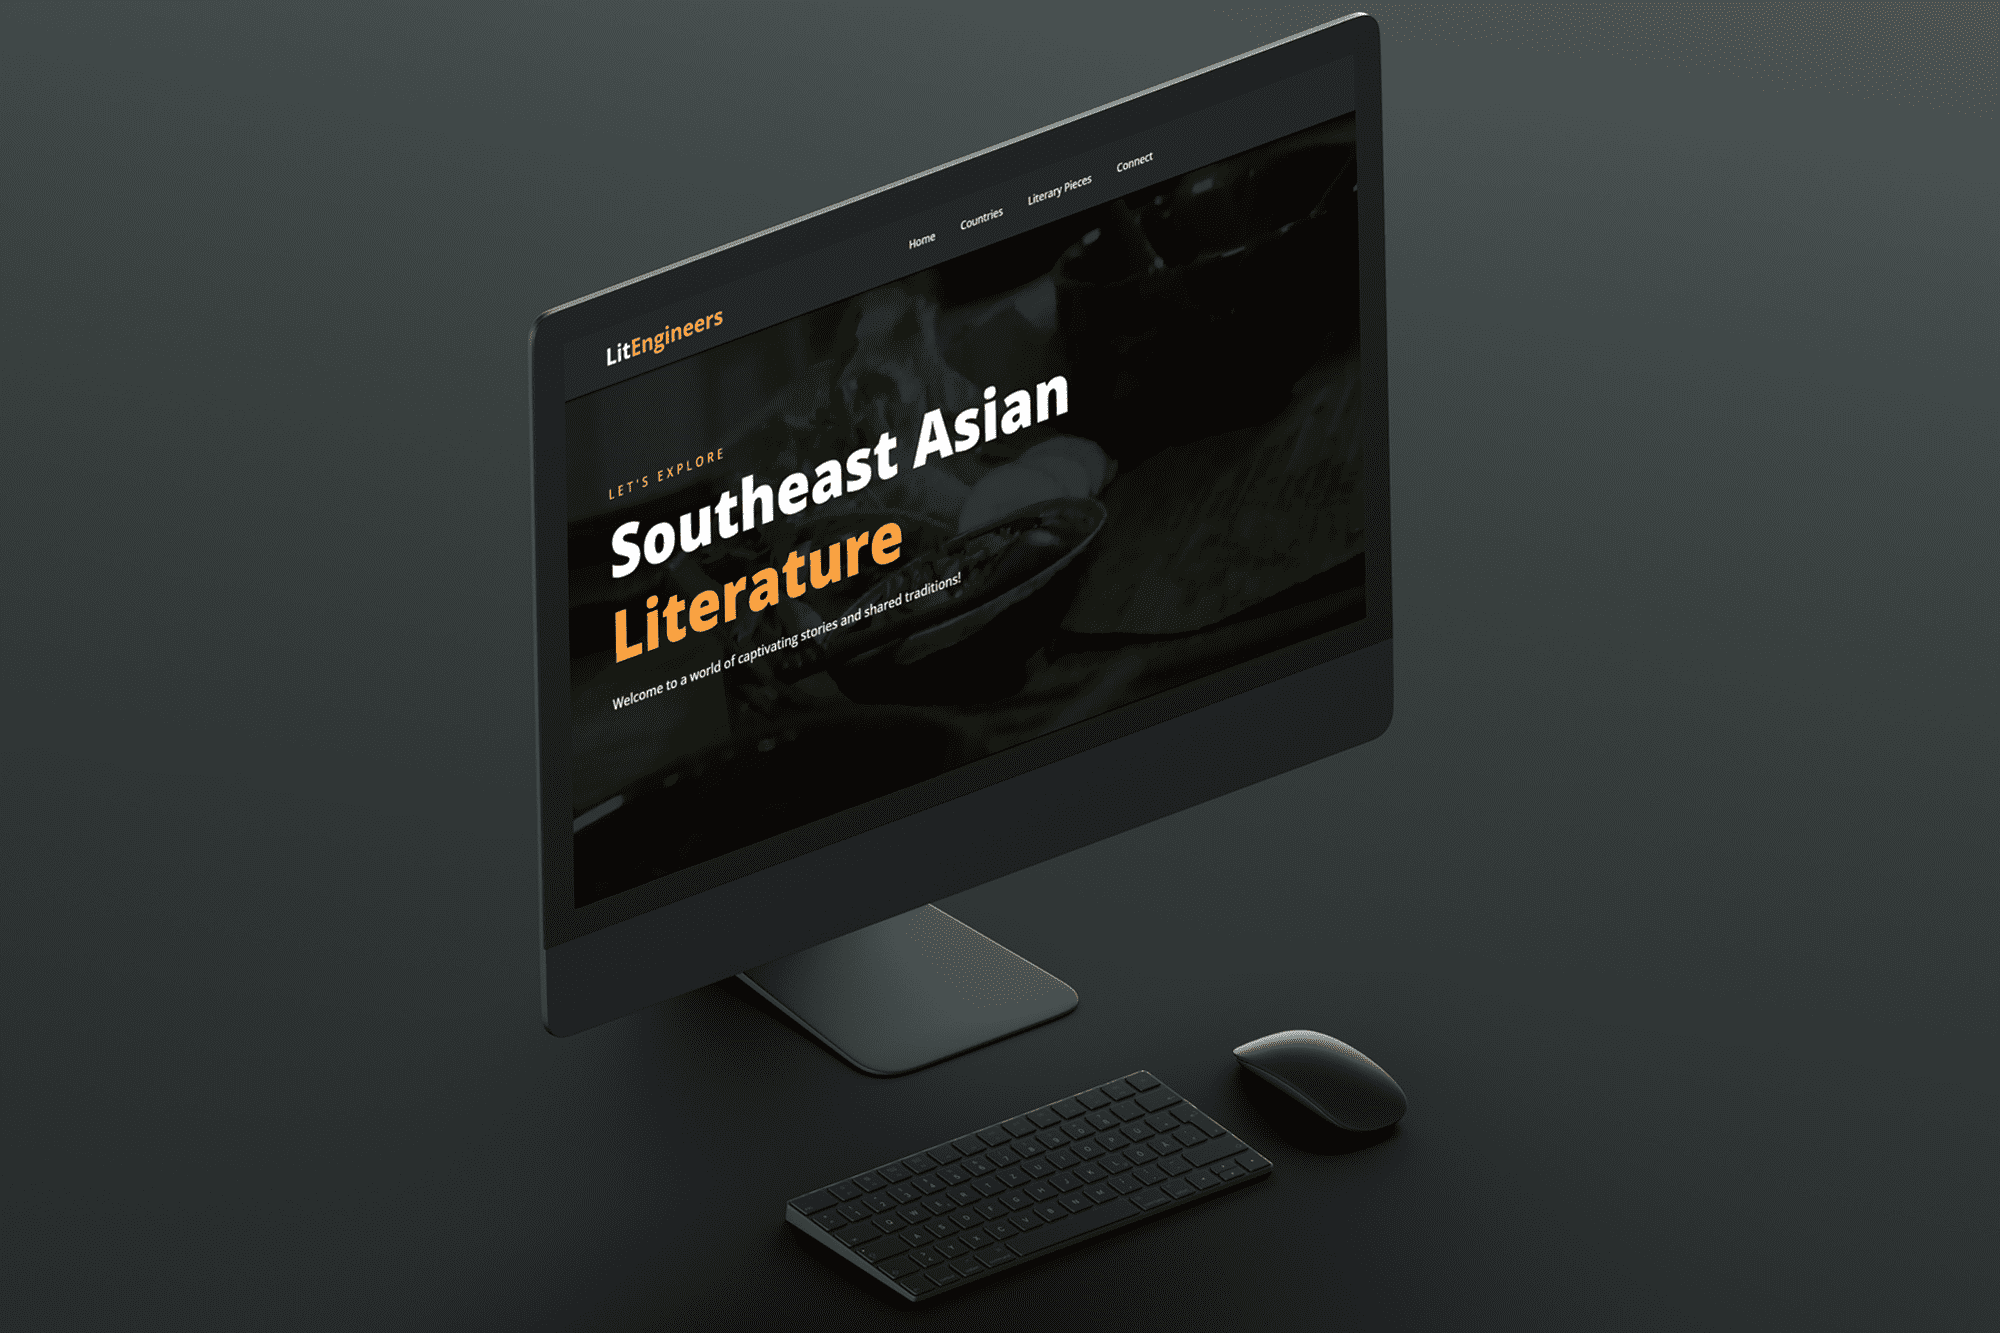 LitEngineers
Home Countries Literary Pieces Connect
LET'S EXPLORE
Southeast Asian
Literature
Welcome to a world of captivating stories and shared traditions!